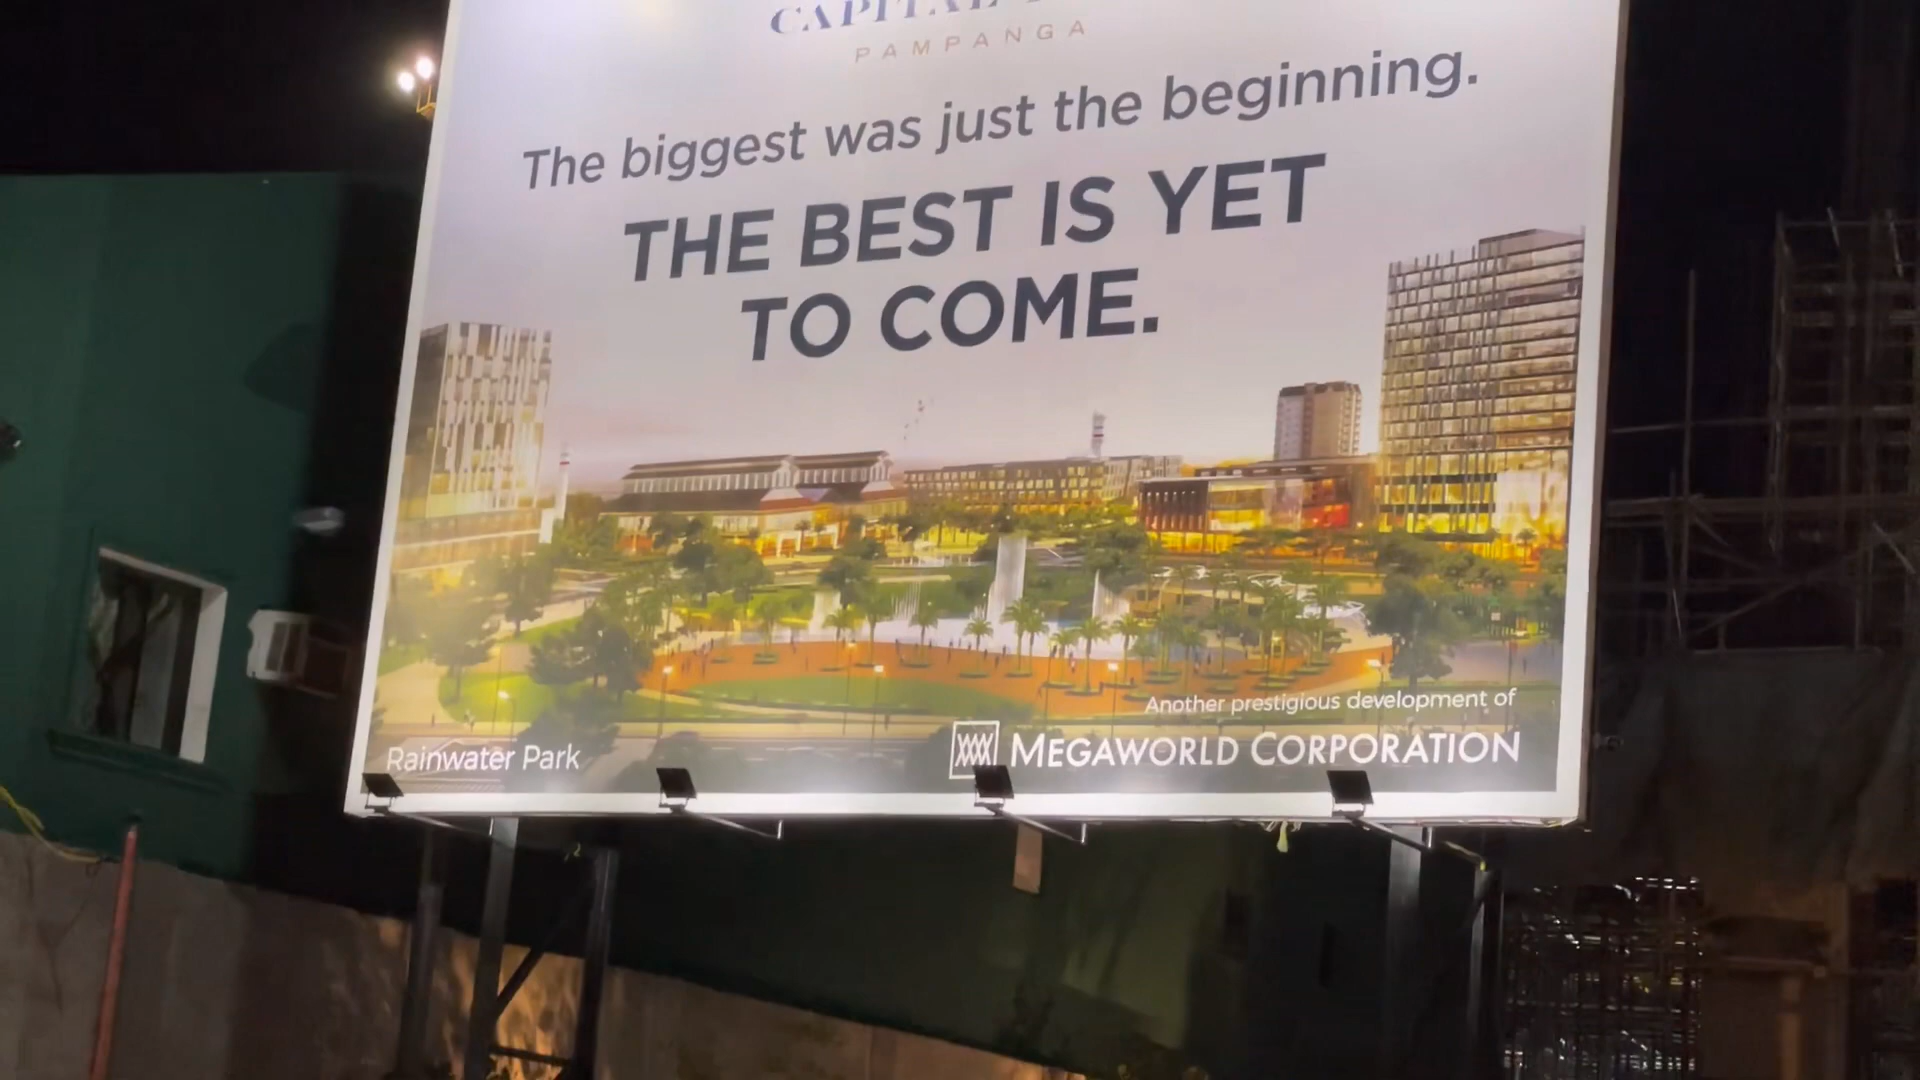 CAPITAL
PAMPANGA
The biggest was just the beginning.
THE BEST IS YET
TO COME.
Another prestigious development of
MEGAWORLD CORPORATION
Rainwater Park